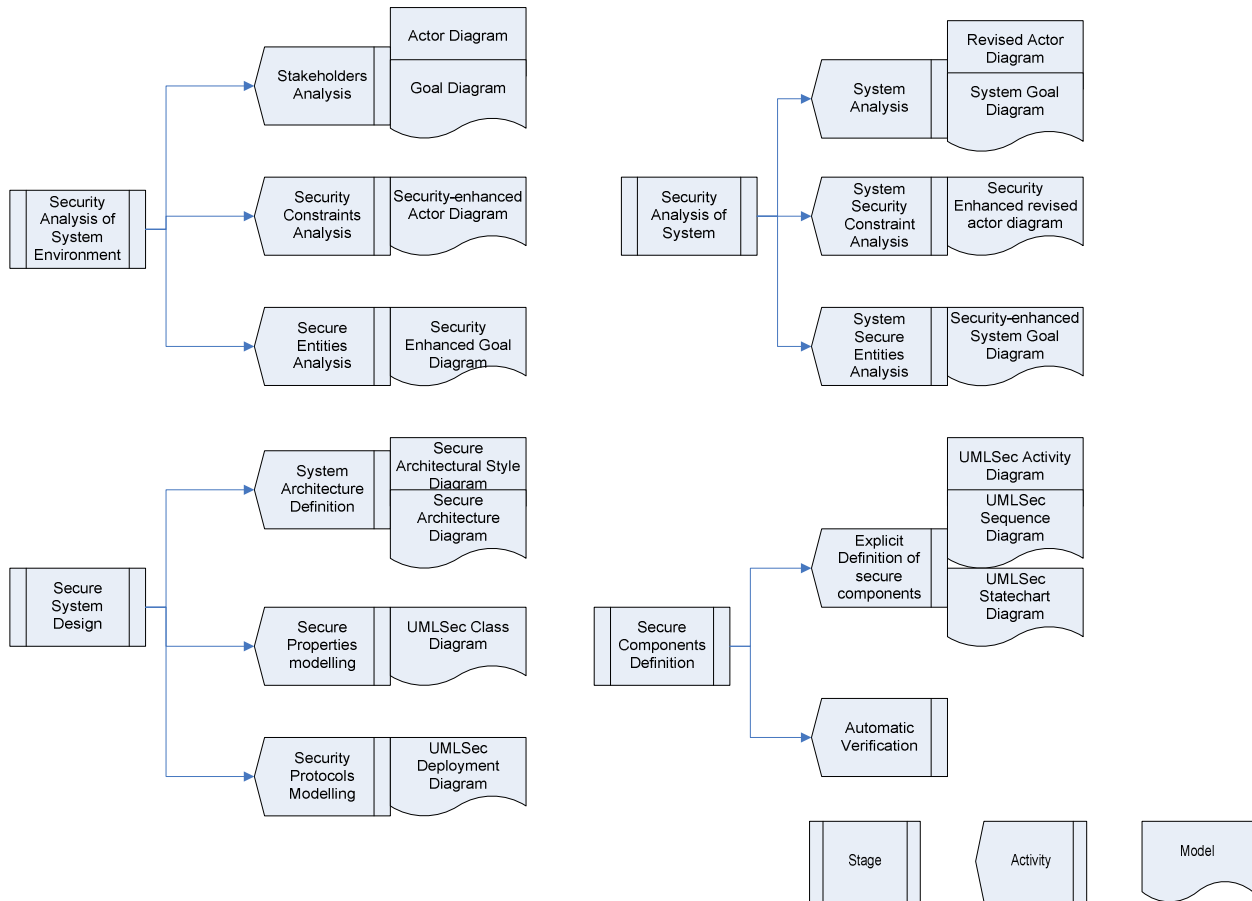 Security
Analysis of
System
Environment
Stakeholders
Analysis
Actor Diagram
Goal Diagram
Security
Constraints
Analysis
Security-enhanced
Actor Diagram
Secure
Entities
Analysis
Security
Enhanced Goal
Diagram
Security
Analysis of
System
System
Analysis
Revised Actor
Diagram
System Goal
Diagram
System
Security
Constraint
Analysis
Security
Enhanced revised
actor diagram
System
Secure
Entities
Analysis
Security-enhanced
System Goal
Diagram
Secure
System
Design
System
Architecture
Definition
Secure
Architectural Style
Diagram
Secure
Architecture
Diagram
Secure
Properties
modelling
UMLSec Class
Diagram
Security
Protocols
Modelling
UMLSec
Deployment
Diagram
Secure
Components
Definition
Explicit
Definition of
secure
components
UMLSec Activity
Diagram
UMLSec
Sequence
Diagram
UMLSec
Statechart
Diagram
Automatic
Verification
Stage
Activity
Model